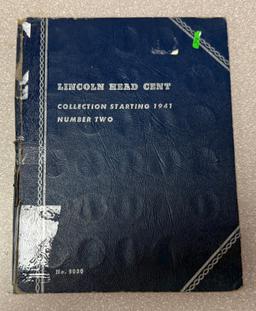 LINCOLN HEAD CENT
COLLECTION STARTING 1941
NUMBER TWO
No. 9030